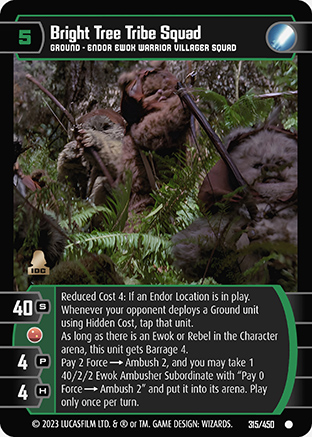 5
Bright Tree Tribe Squad
GROUND - ENDOR EWOK WARRIOR VILLAGER SQUAD
IDC
40 S
4 P
4 H
Reduced Cost 4: If an Endor Location is in play.
Whenever your opponent deploys a Ground unit
using Hidden Cost, tap that unit.
As long as there is an Ewok or Rebel in the Character
arena, this unit gets Barrage 4.
Pay 2 Force → Ambush 2, and you may take 1
40/2/2 Ewok Ambusher Subordinate with "Pay 0
Force → Ambush 2" and put it into its arena. Play
only once per turn.
© 2023 LUCASFILM LTD. & ® or TM. GAME DESIGN: WIZARDS.
315/450